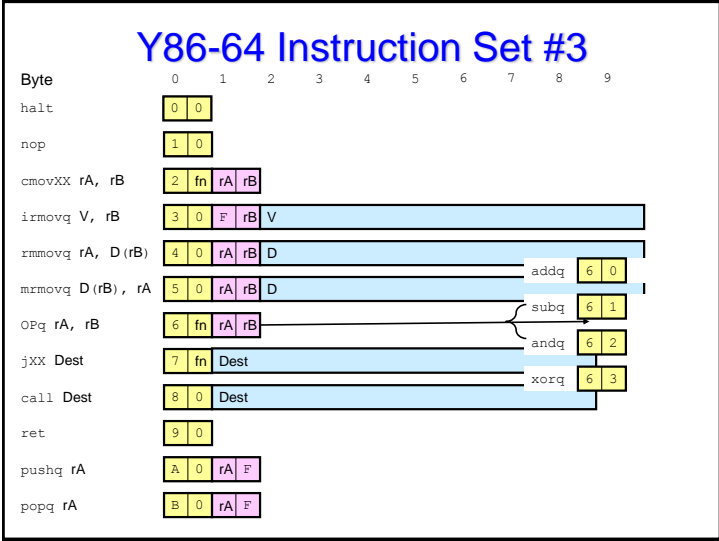 Y86-64 Instruction Set #3
Byte 0 1 2 3 4 5 6 7 8 9
halt 0 0
nop 1 0
cmovXX rA, rB 2 fn rA rB
irmovq V, rB 3 0 F rB V
rmmovq rA, D(rB) 4 0 rA rB D
addq 6 0
mrmovq D(rB), rA 5 0 rA rB D
subq 6 1
OPq rA, rB 6 fn rA rB
andq 6 2
jXX Dest 7 fn Dest
xorq 6 3
call Dest 8 0 Dest
ret 9 0
pushq rA A 0 rA F
popq rA B 0 rA F